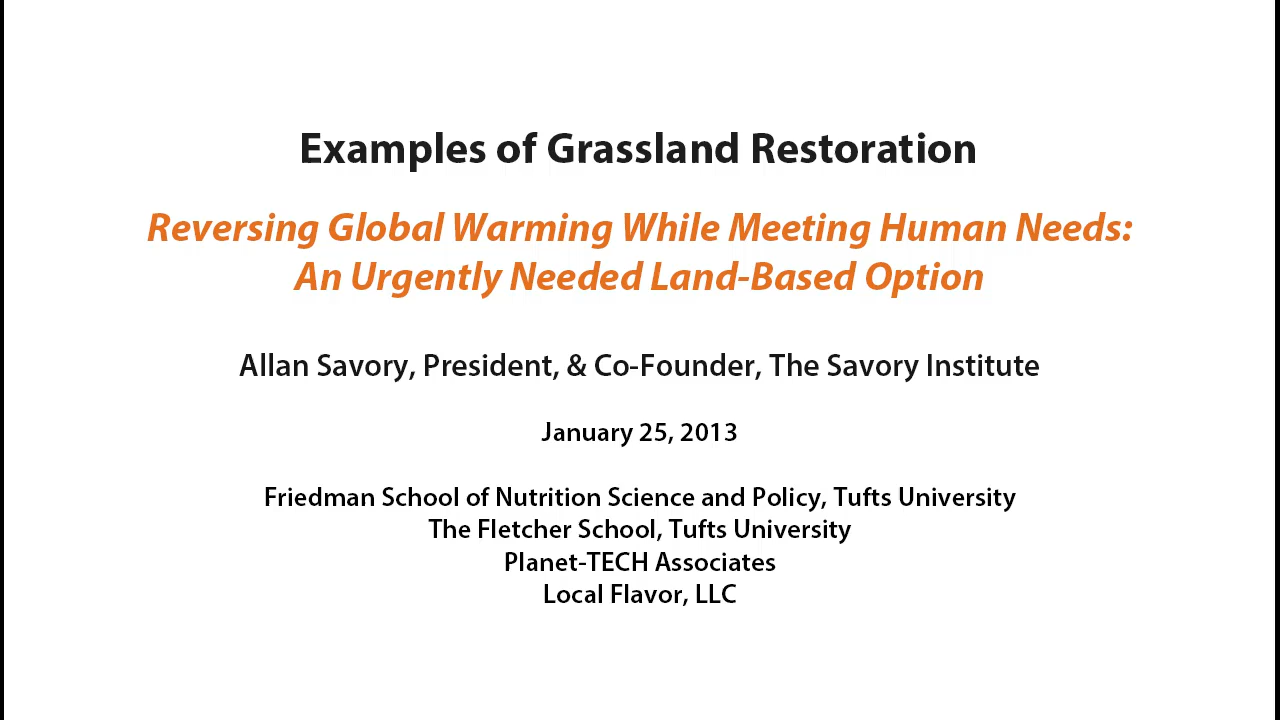 Examples of Grassland Restoration
Reversing Global Warming While Meeting Human Needs:
An Urgently Needed Land-Based Option
Allan Savory, President, & Co-Founder, The Savory Institute
January 25, 2013
Friedman School of Nutrition Science and Policy, Tufts University
The Fletcher School, Tufts University
Planet-TECH Associates
Local Flavor, LLC